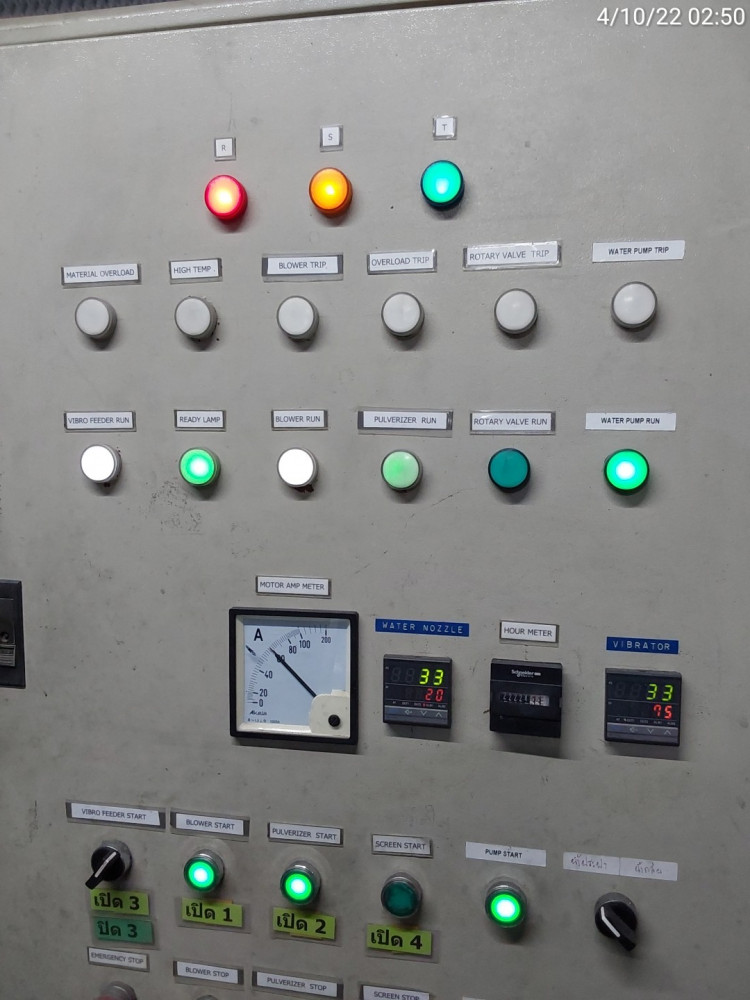 4/10/22 02:50
R
S
T
MATERIAL OVERLOAD
HIGH TEMP
BLOWER TRIP
OVERLOAD TRIP
ROTARY VALVE TRIP
WATER PUMP TRIP
VIBRO FEEDER RUN
READY LAMP
BLOWER RUN
PULVERIZER RUN
ROTARY VALVE RUN
WATER PUMP RUN
MOTOR AMP METER
A
0
20
40
80
100
200
WATER NOZZLE
33
20
HOUR METER
Schneider
VIBRATOR
33
75
VIBRO FEEDER START
BLOWER START
PULVERIZER START
SCREEN START
PUMP START
เปิด 3
ปิด 3
เปิด 1
เปิด 2
เปิด 4
EMERGENCY STOP
BLOWER STOP
PULVERIZER STOP
SCREEN STOP